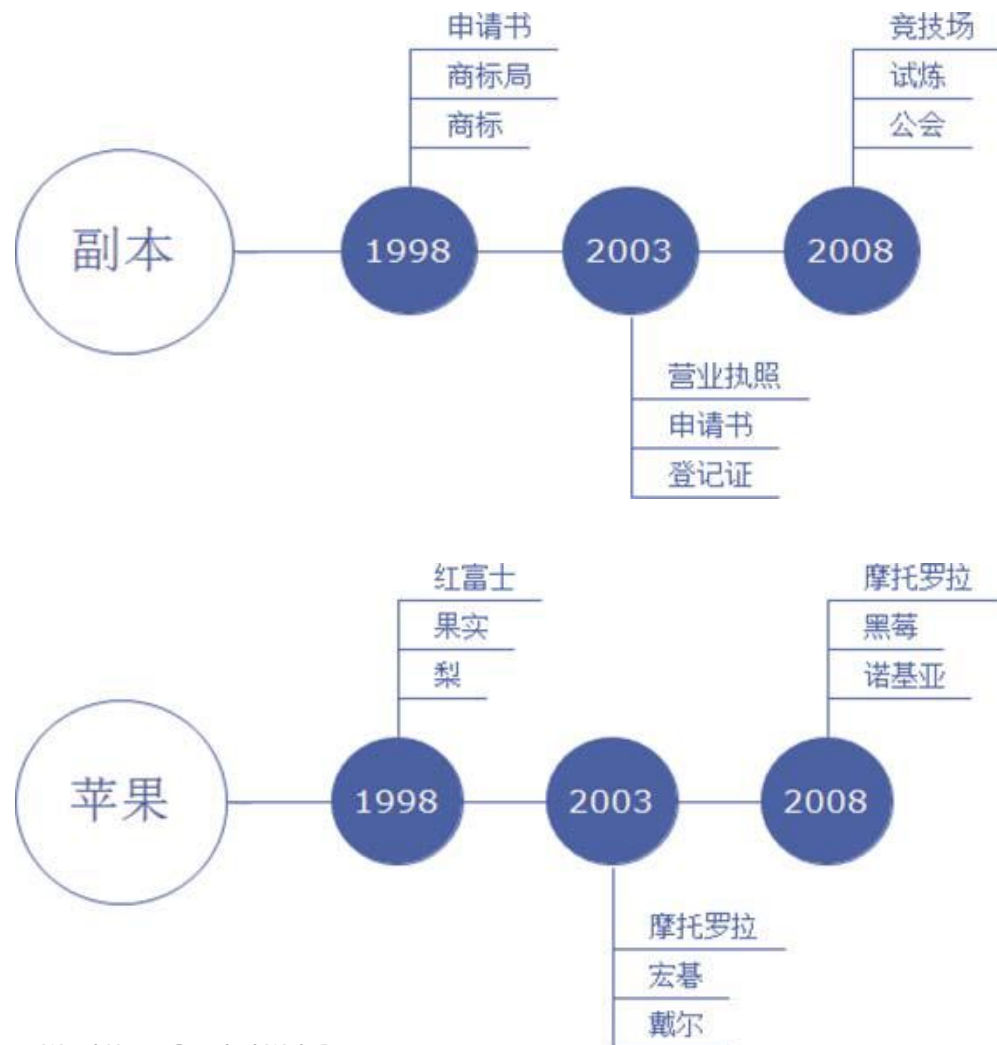 副本
1998
申请书
商标局
商标
2003
营业执照
申请书
登记证
2008
竞技场
试炼
公会
苹果
1998
红富士
果实
梨
2003
摩托罗拉
宏碁
戴尔
2008
摩托罗拉
黑莓
诺基亚